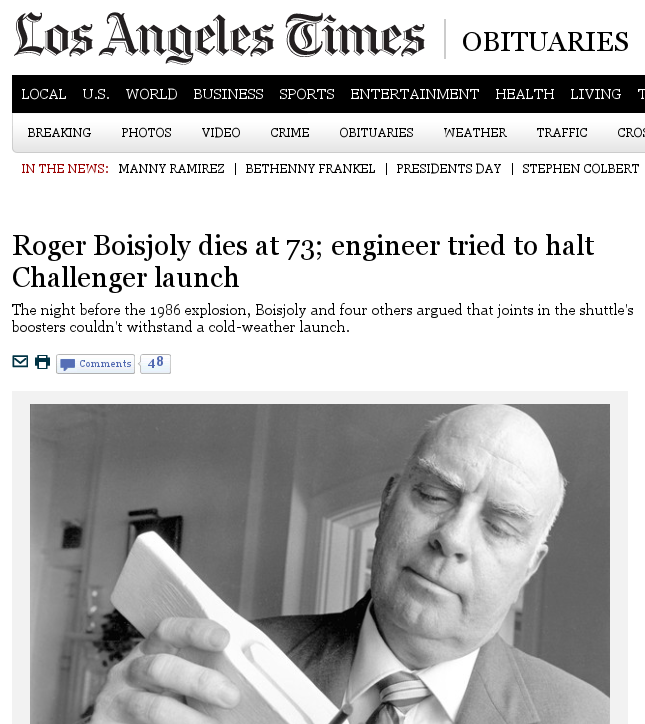 Los Angeles Times | OBITUARIES
LOCAL U.S. WORLD BUSINESS SPORTS ENTERTAINMENT HEALTH LIVING
BREAKING PHOTOS VIDEO CRIME OBITUARIES WEATHER TRAFFIC
IN THE NEWS: MANNY RAMIREZ | BETHENNY FRANKEL | PRESIDENTS DAY | STEPHEN COLBERT
Roger Boisjoly dies at 73; engineer tried to halt
Challenger launch
The night before the 1986 explosion, Boisjoly and four others argued that joints in the shuttle's
boosters couldn't withstand a cold-weather launch.
Comments 48